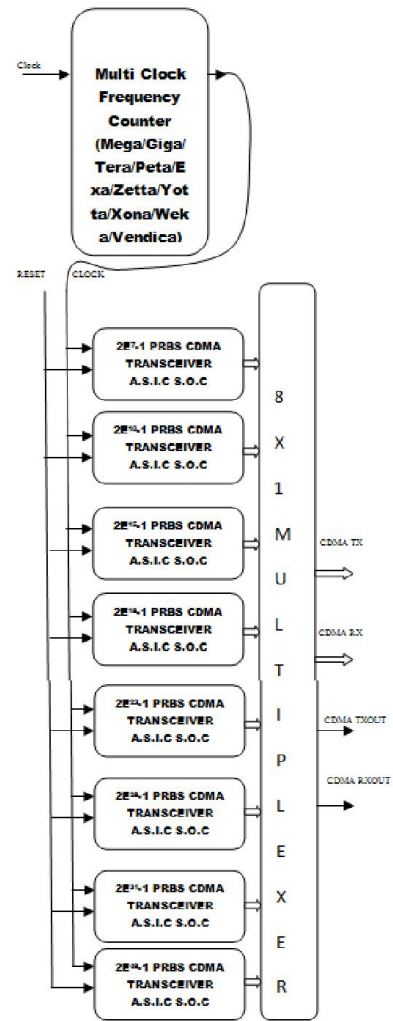 Clock
Multi Clock
Frequency
Counter
(Mega/Giga/
Tera/Peta/E
xa/Zetta/Yot
ta/Xona/Wek
a/Vendica)
RESET
CLOCK
2E⁷-1 PRBS CDMA
TRANSCEIVER
A.S.I.C S.O.C
2E¹⁰-1 PRBS CDMA
TRANSCEIVER
A.S.I.C S.O.C
2E¹⁵-1 PRBS CDMA
TRANSCEIVER
A.S.I.C S.O.C
PRBS CDMA
TRANSCEIVER
A.S.I.C S.O.C
2E²³-1 PRBS CDMA
TRANSCEIVER
A.S.I.C S.O.C
PRBS CDMA
TRANSCEIVER
A.S.I.C S.O.C
2E³¹-1 PRBS CDMA
TRANSCEIVER
A.S.I.C S.O.C
PRBS CDMA
TRANSCEIVER
A.S.I.C S.O.C
8
X
1
M
U
L
T
I
P
L
E
X
E
R
CDMA TX
CDMA RX
CDMA TXOUT
CDMA RXOUT